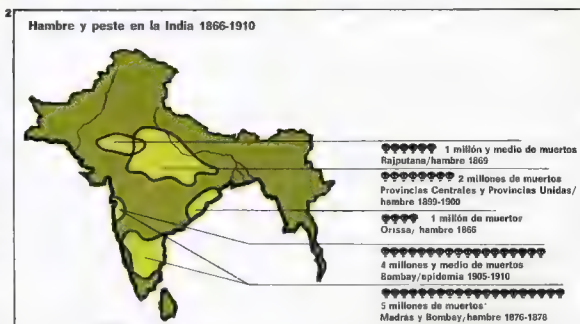 2
Hambre y peste en la India 1866-1910
1 millón y medio de muertos
Rajputana/hambre 1869
2 millones de muertos
Provincias Centrales y Provincias Unidas/
hambre 1899-1900
1 millón de muertos
Orissa/ hambre 1866
4 millones y medio de muertos
Bombay/epidemia 1905-1910
5 millones de muertos
Madrás y Bombay/hambre 1876-1878